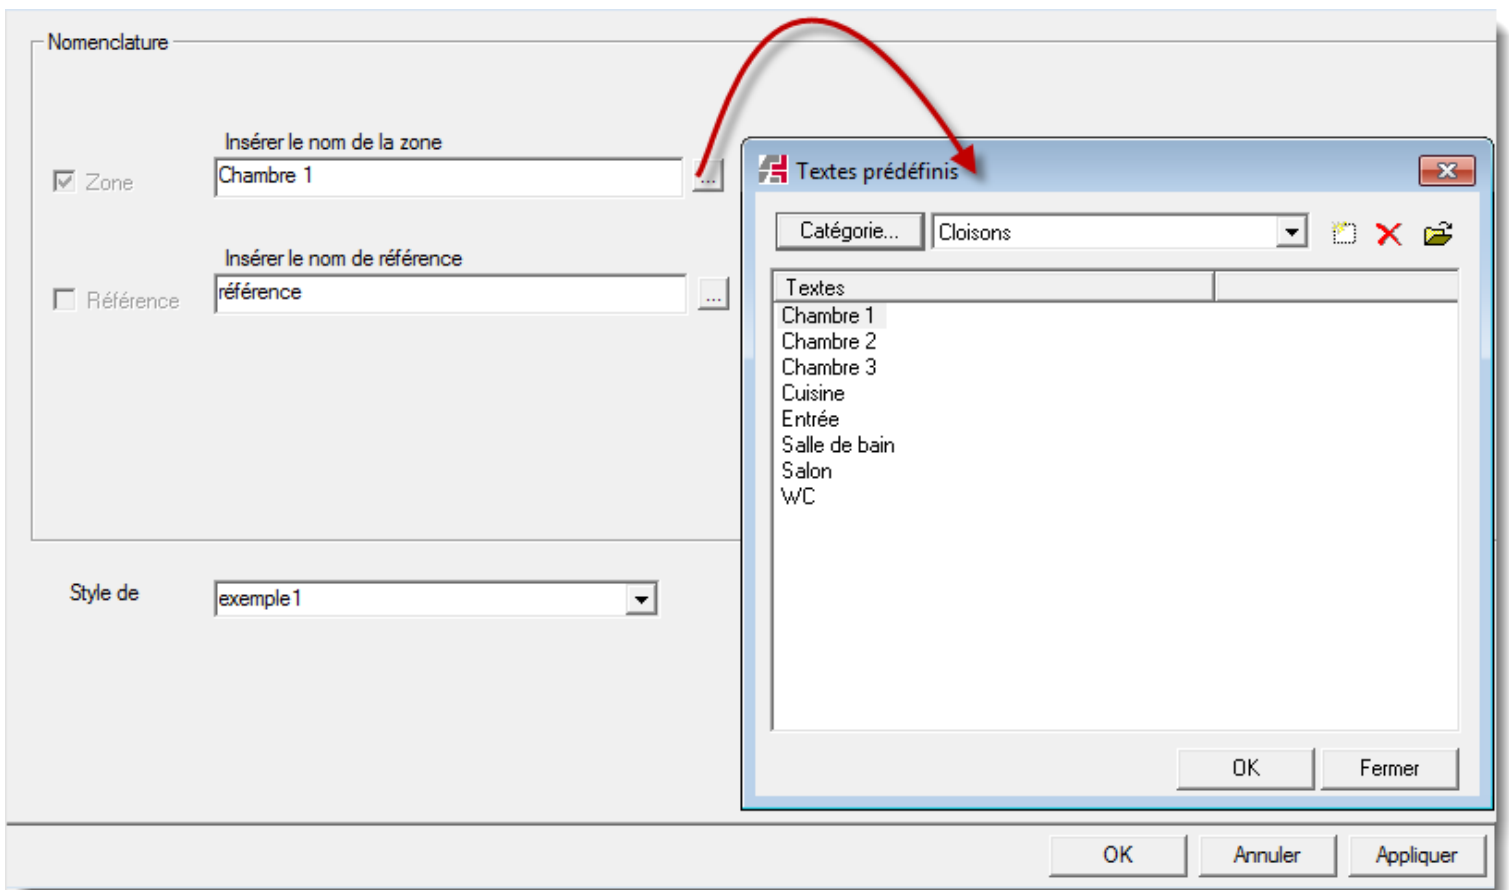 Nomenclature
Insérer le nom de la zone
Zone
Chambre 1
...
Insérer le nom de référence
Référence
référence
...
Style de
exemple1
Textes prédéfinis
Catégorie...
Cloisons
Textes
Chambre 1
Chambre 2
Chambre 3
Cuisine
Entrée
Salle de bain
Salon
WC
OK
Fermer
OK
Annuler
Appliquer